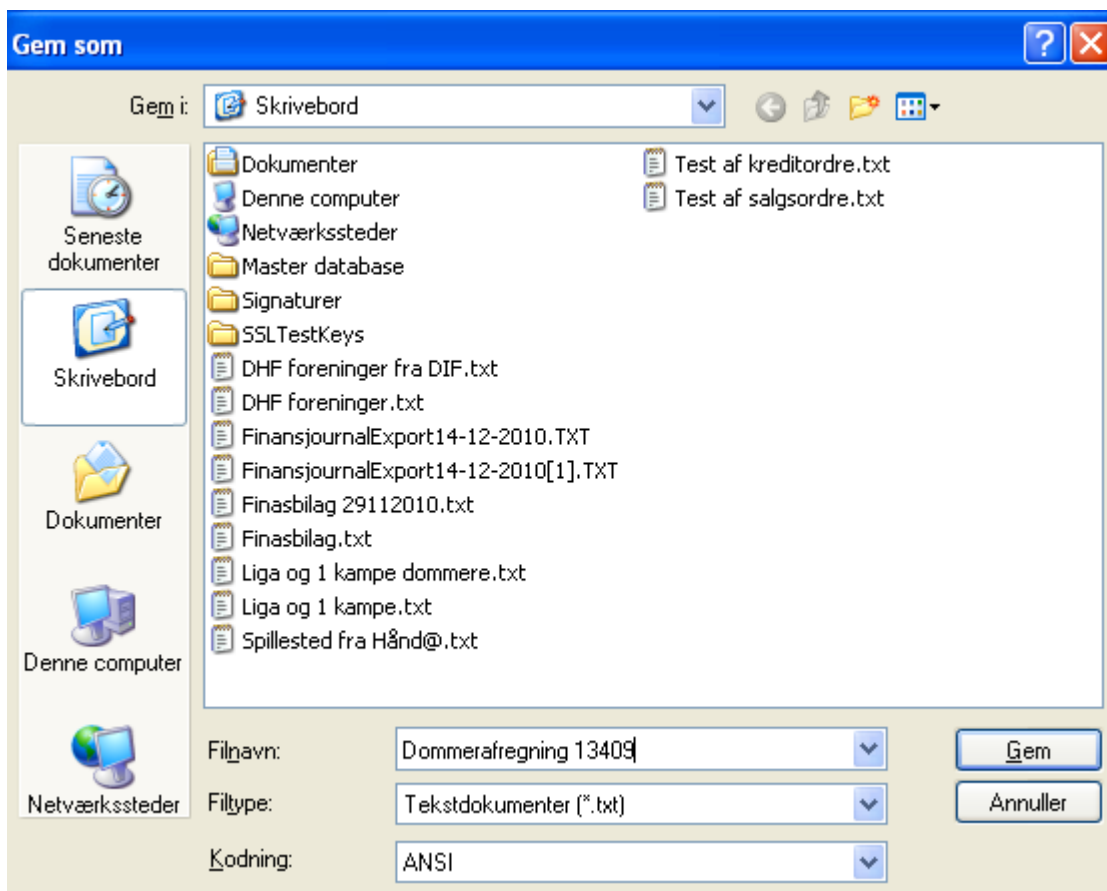 Gem som
Gem i:
Skrivebord
Seneste
dokumenter
Skrivebord
Dokumenter
Denne computer
Netværkssteder
Dokumenter
Denne computer
Netværkssteder
Master database
Signaturer
SSLTestKeys
DHF foreninger fra DIF.txt
DHF foreninger.txt
FinansjournalExport14-12-2010.TXT
FinansjournalExport14-12-2010[1].TXT
Finasbilag 29112010.txt
Finasbilag.txt
Liga og 1 kampe dommere.txt
Liga og 1 kampe.txt
Spillested fra Hånd@.txt
Test af kreditordre.txt
Test af salgsordre.txt
Filnavn:
Dommerafregning 13409
Gem
Filtype:
Tekstdokumenter (*.txt)
Annuller
Kodning:
ANSI